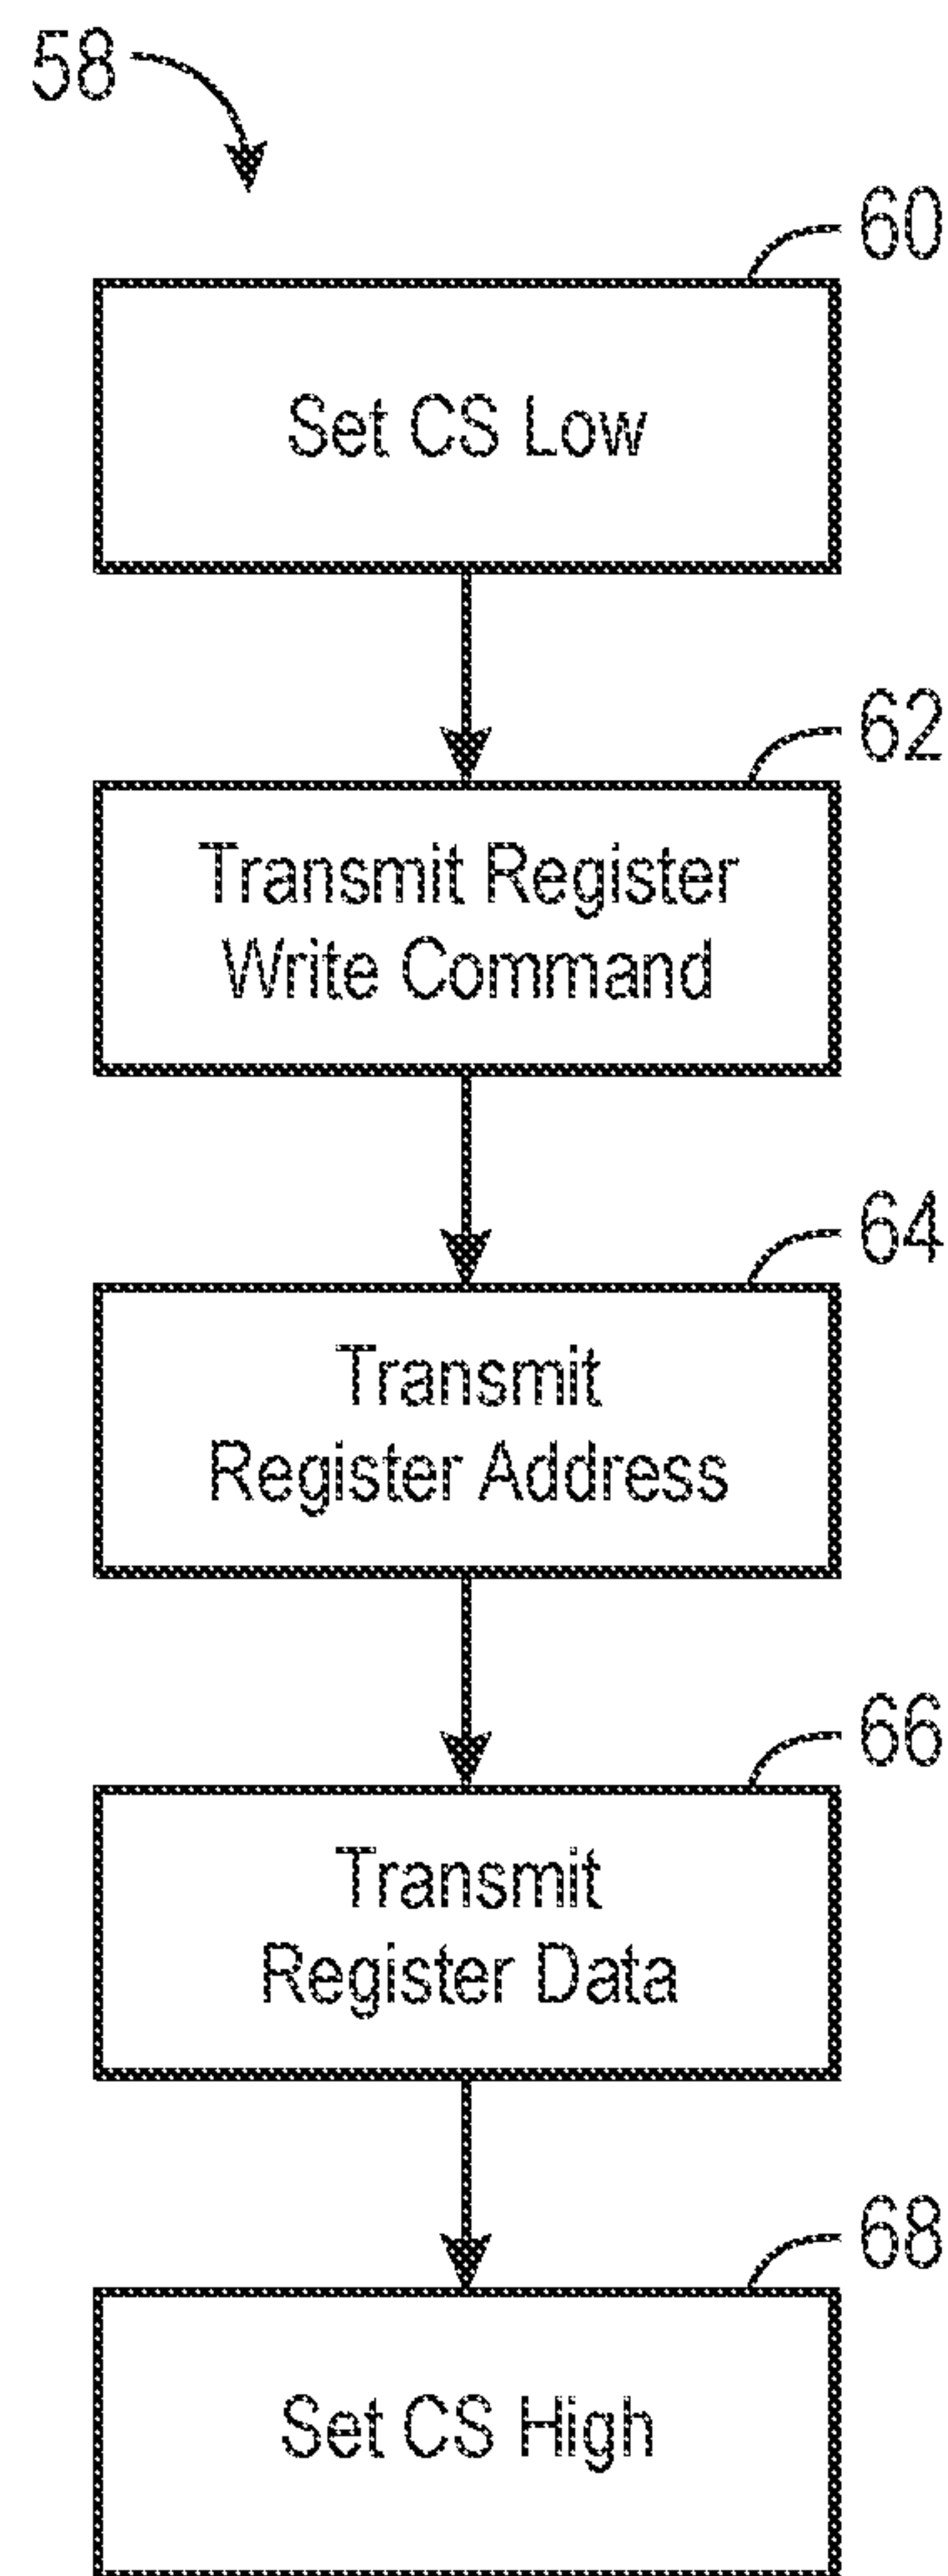 58
60
Set CS Low
62
Transmit Register
Write Command
64
Transmit
Register Address
66
Transmit
Register Data
68
Set CS High